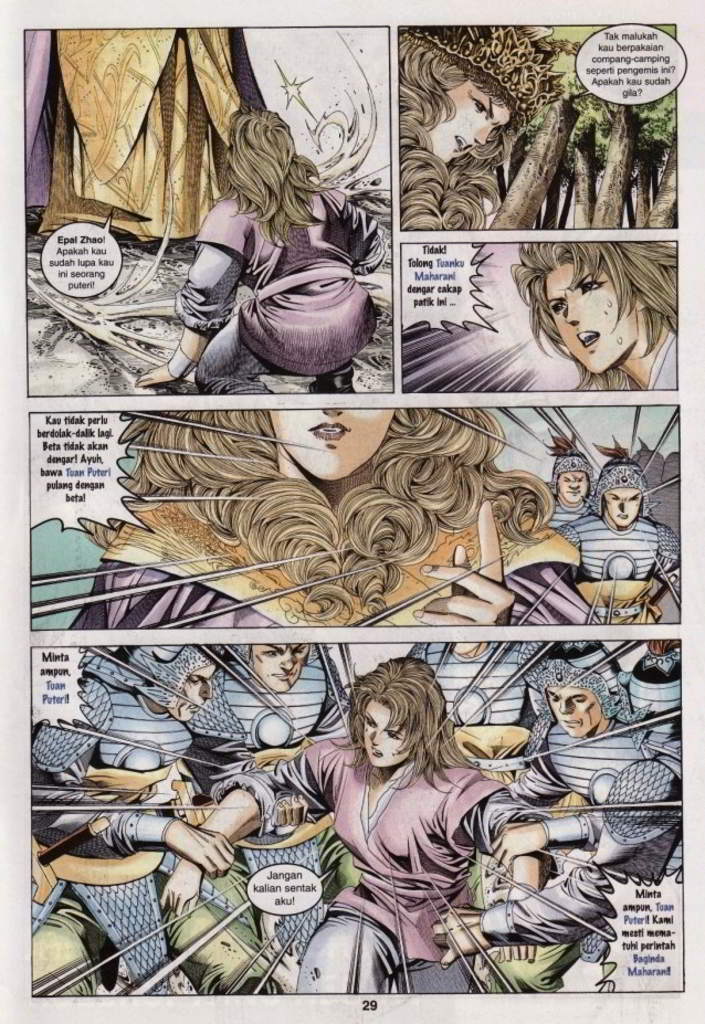 Epal Zhao!
Apakah kau
sudah lupa kau
ini seorang
puteri!
Tak malukah
kau berpakaian
compang-camping
seperti pengemis ini?
Apakah kau sudah
gila?
Tidak!
Tolong Tuanku
Maharani
dengar cakap
patik ini ...
Kau tidak perlu
berdolak-dalik lagi.
Beta tidak akan
dengar! Ayuh,
bawa Tuan Puteri
pulang dengan
beta!
Minta
ampun,
Tuan
Puteri!
Jangan
kalian sentak
aku!
Minta
ampun, Tuan
Puteri! Kami
mesti mema-
tuhi perintah
Baginda
Maharani!
29